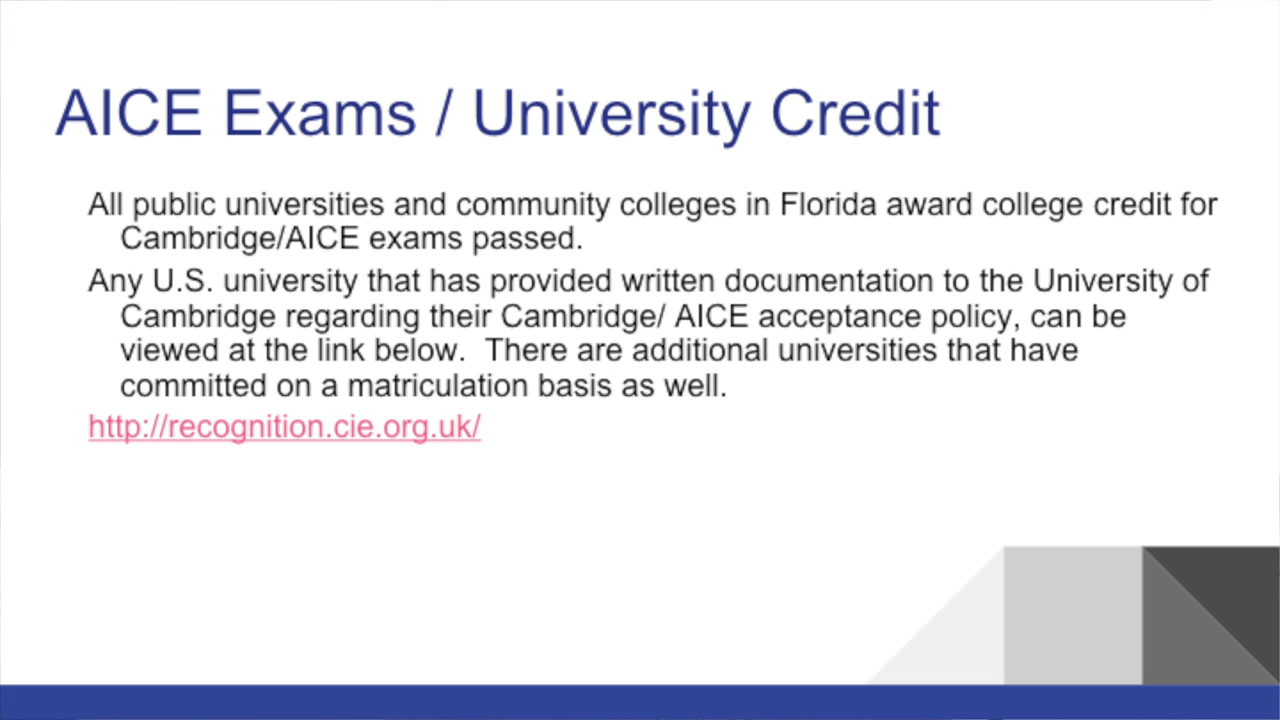 AICE Exams / University Credit
All public universities and community colleges in Florida award college credit for
Cambridge/AICE exams passed.
Any U.S. university that has provided written documentation to the University of
Cambridge regarding their Cambridge/ AICE acceptance policy, can be
viewed at the link below.  There are additional universities that have
committed on a matriculation basis as well.
http://recognition.cie.org.uk/